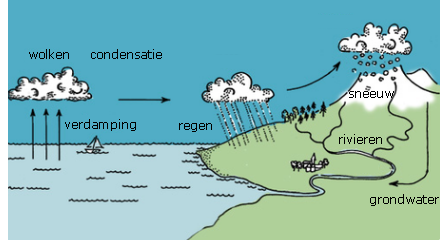 wolken condensatie
sneeuw
verdamping regen
rivieren
grondwater